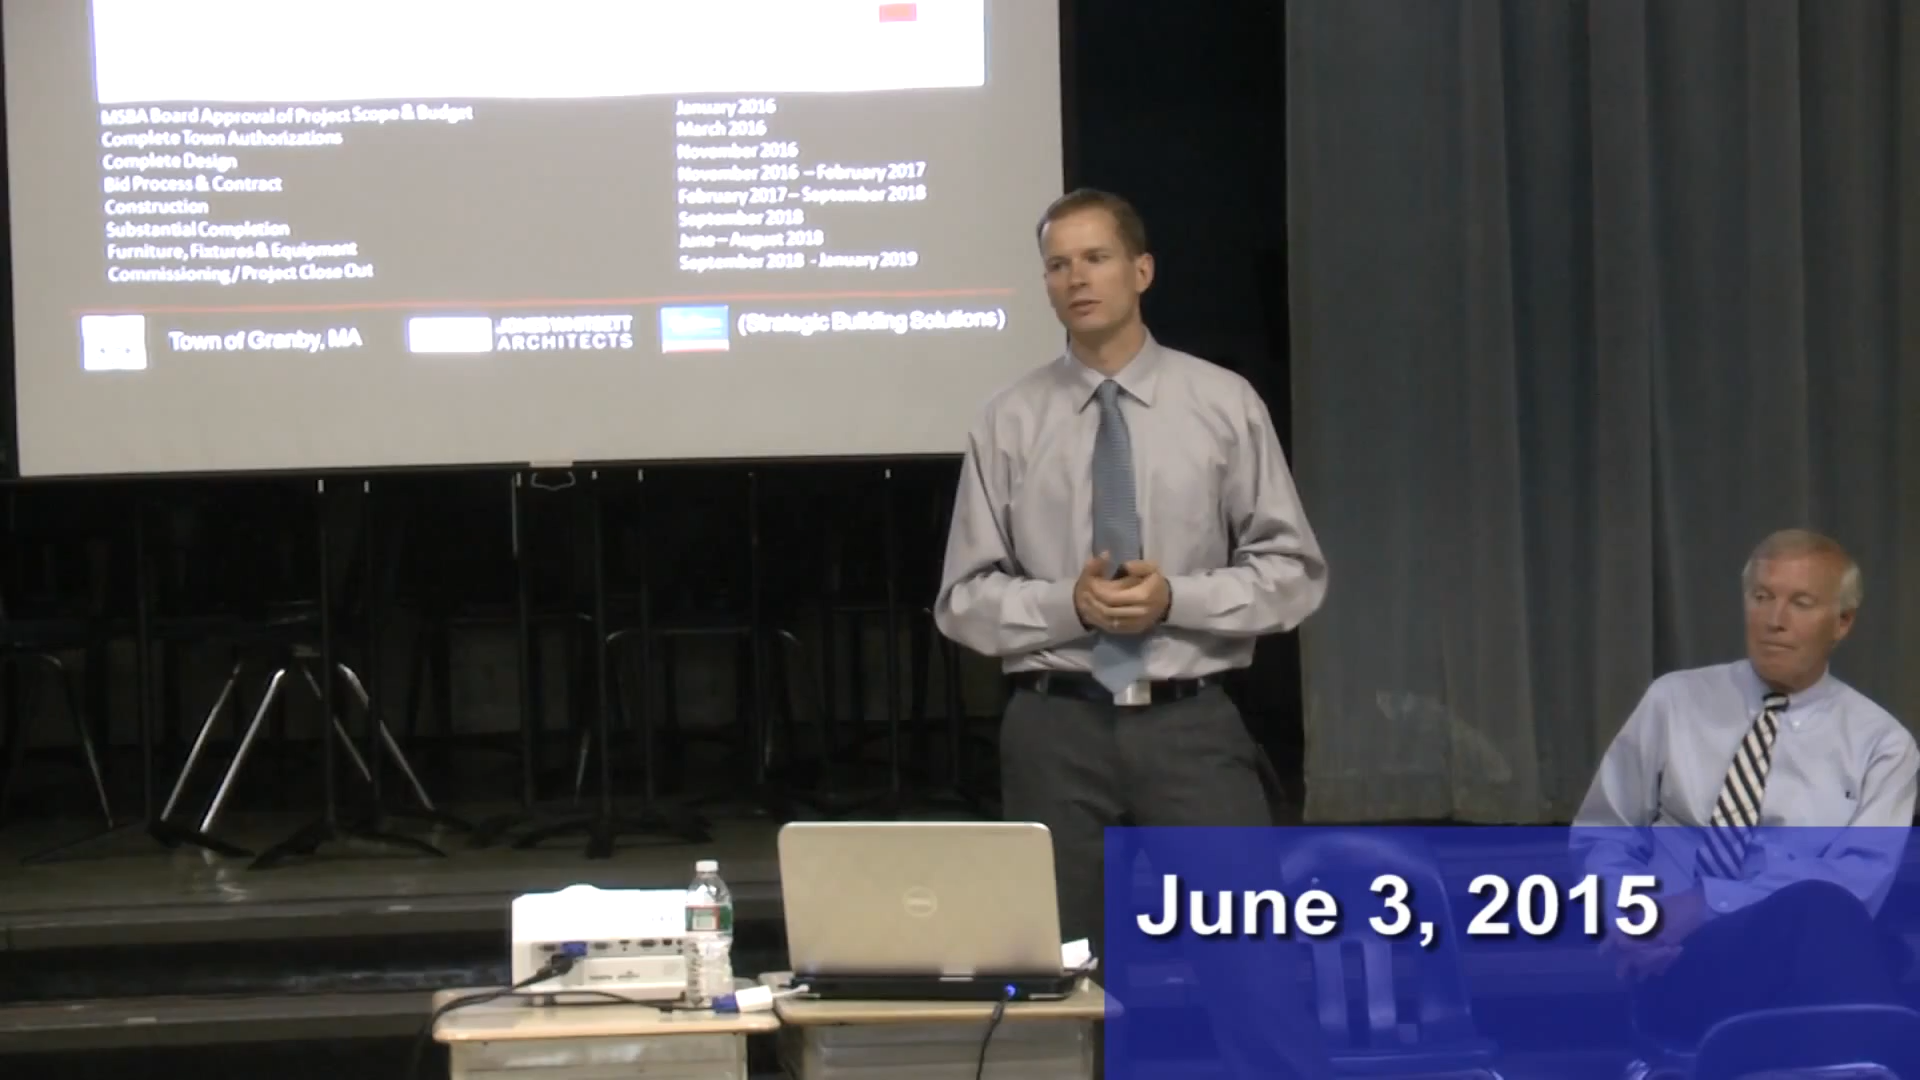 MSBA Board Approval of Project Scope & Budget January 2016
Complete Town Authorizations March 2016
Complete Design November 2016
Bid Process & Contract November 2016 – February 2017
Construction February 2017 – September 2018
Substantial Completion September 2018
Furniture, Fixtures & Equipment June – August 2018
Commissioning / Project Close Out September 2018 - January 2019
Town of Granby, MA
JONES WHITSETT
ARCHITECTS
(Strategic Building Solutions)
DELL
June 3, 2015